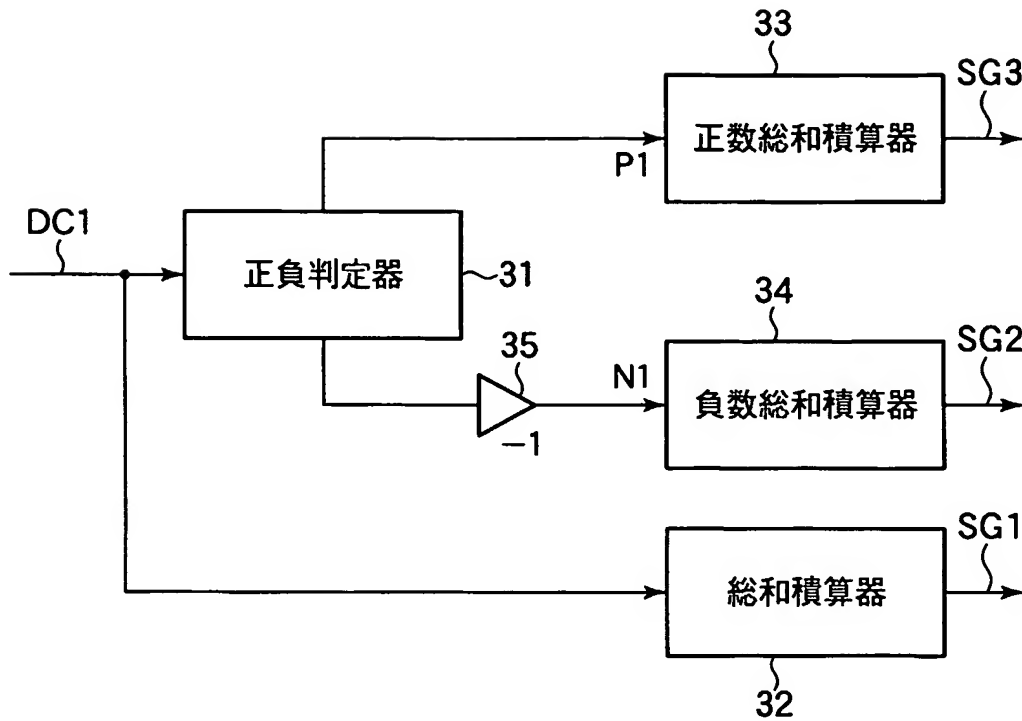 33
SG3
正数総和積算器
P1
DC1
正負判定器
31
34
35
SG2
N1
負数総和積算器
−1
SG1
総和積算器
32